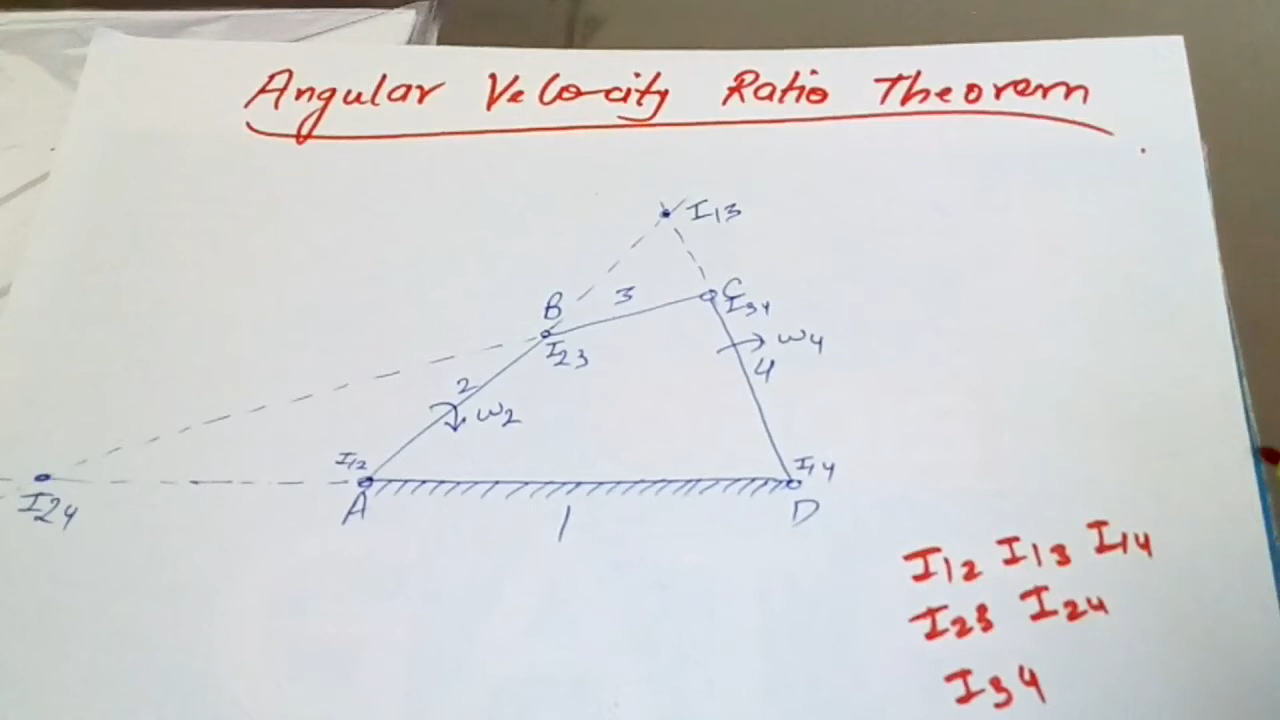 Angular Velocity Ratio Theorem
I13
B 3 C
I34
I23
ω4
4
2
ω2
I12
I14
I24
A
1
D
I12 I13 I14
I23 I24
I34